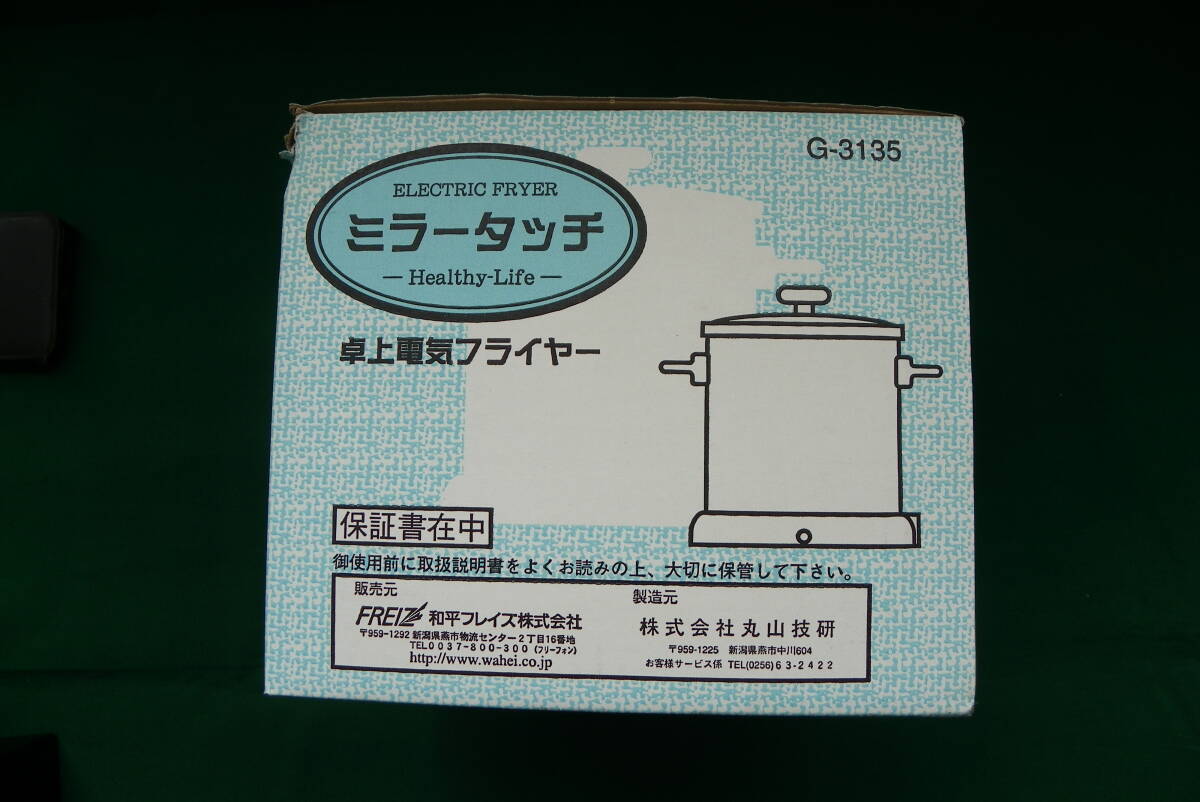 G-3135
ELECTRIC FRYER
ミラータッチ
— Healthy-Life —
卓上電気フライヤー
保証書在中
御使用前に取扱説明書をよくお読みの上、大切に保管して下さい。
販売元
FREIZ 和平フレイズ株式会社
〒959-1292 新潟県燕市物流センター2丁目16番地
TEL0037-800-300 (フリーフォン)
http://www.wahei.co.jp
製造元
株式会社丸山技研
〒959-1225 新潟県燕市中川604
お客様サービス係 TEL(0256)63-2422